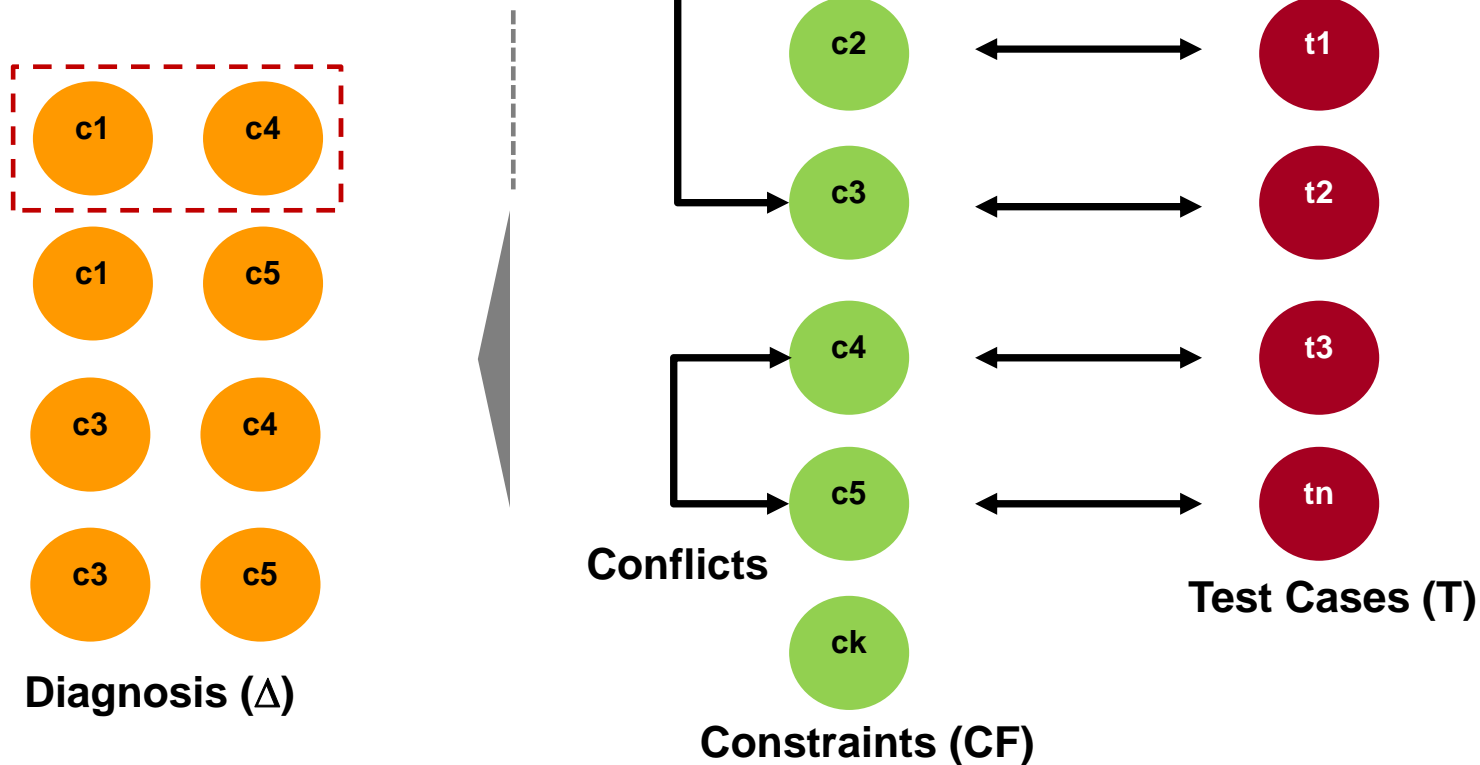 c2 t1
c1 c4
c3 t2
c1 c5
c4 t3
c3 c4
c5 tn
Conflicts
c3 c5
Test Cases (T)
ck
Diagnosis (Δ)
Constraints (CF)